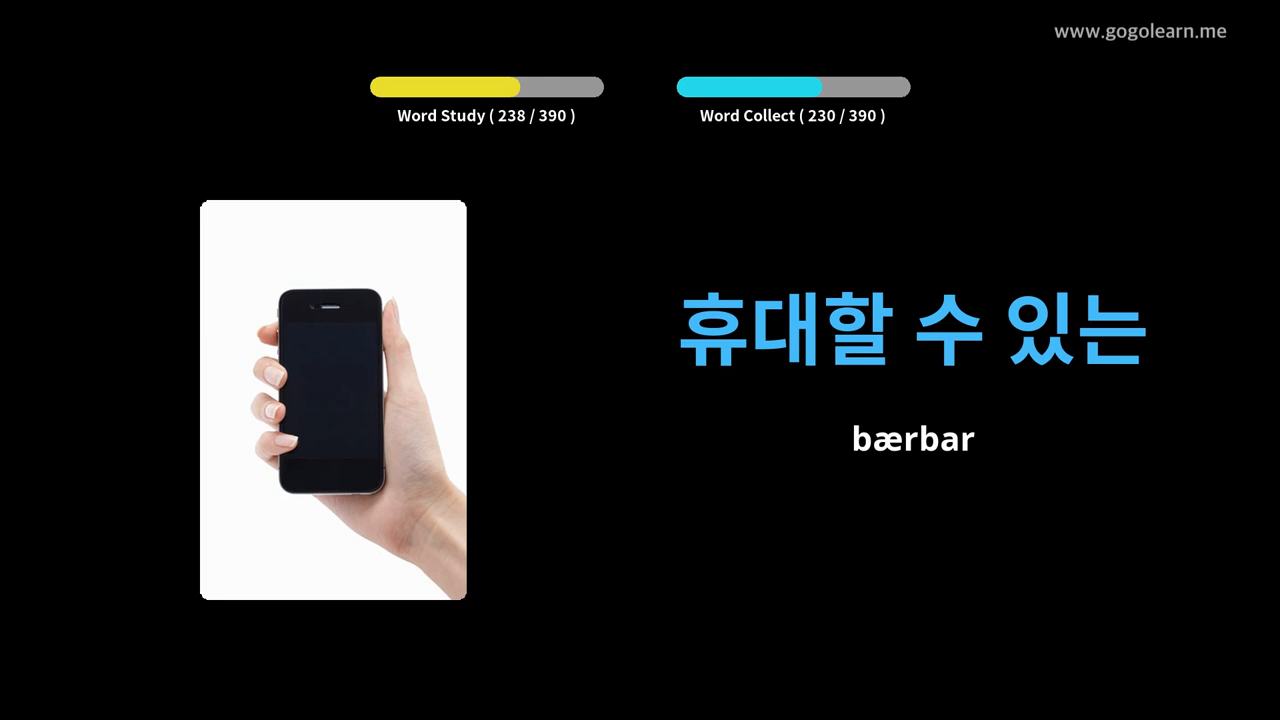 www.gogolearn.me
Word Study ( 238 / 390 )
Word Collect ( 230 / 390 )
휴대할 수 있는
bærbar